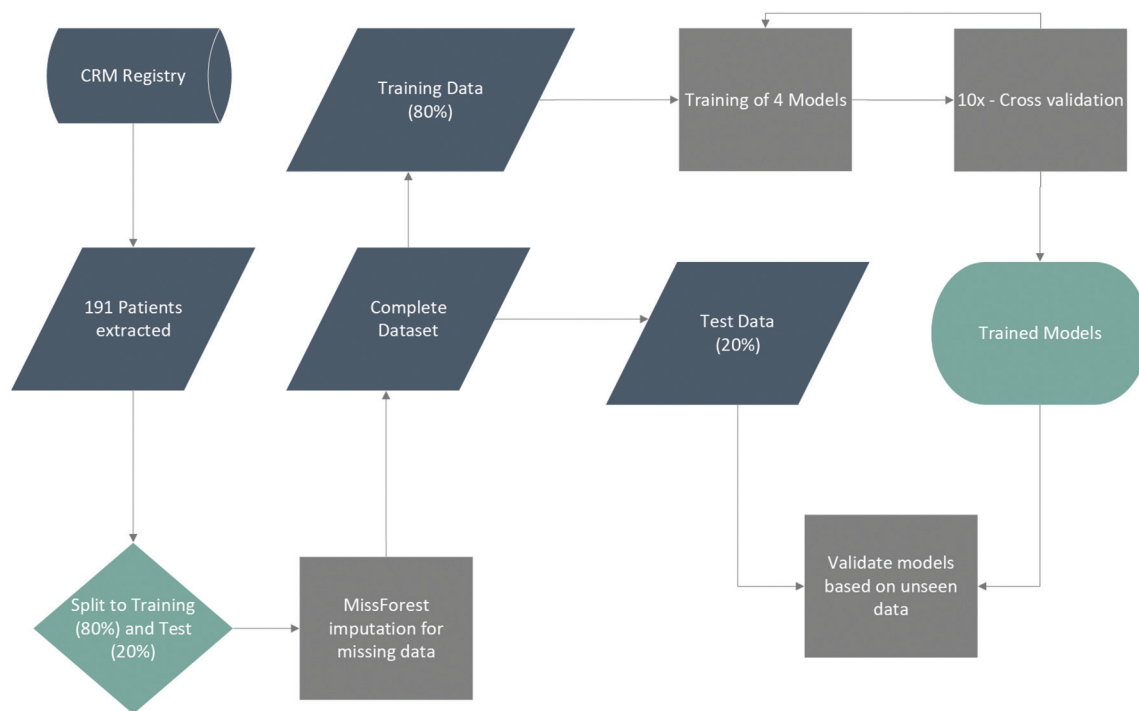 CRM Registry
Training Data
(80%)
Training of 4 Models
10x - Cross validation
191 Patients
extracted
Complete
Dataset
Test Data
(20%)
Trained Models
Split to Training
(80%) and Test
(20%)
MissForest
imputation for
missing data
Validate models
based on unseen
data